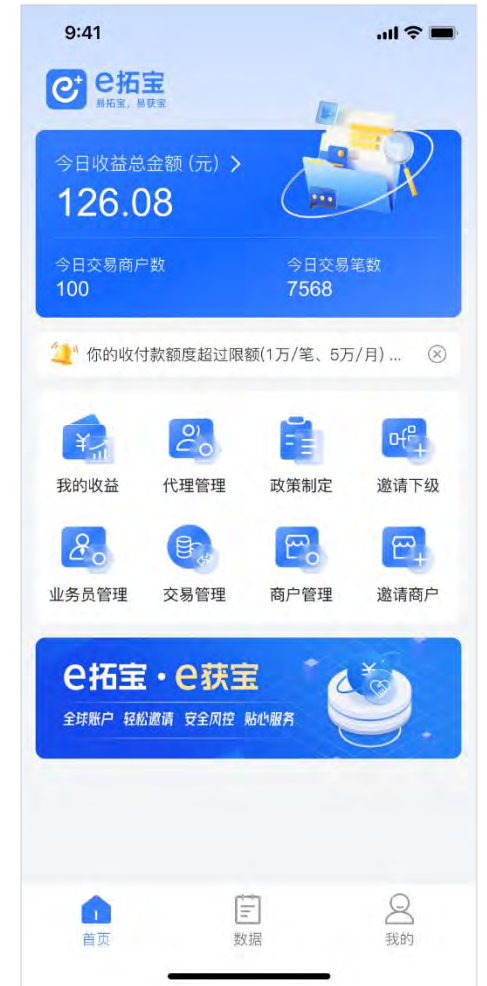 9:41
e拓宝
易拓宝，易获宝
今日收益总金额 (元)
126.08
今日交易商户数 今日交易笔数
100 7568
你的收付款额度超过限额(1万/笔、5万/月) ...
我的收益 代理管理 政策制定 邀请下级
业务员管理 交易管理 商户管理 邀请商户
e拓宝·e获宝
全球账户 轻松邀请 安全风控 贴心服务
首页 数据 我的